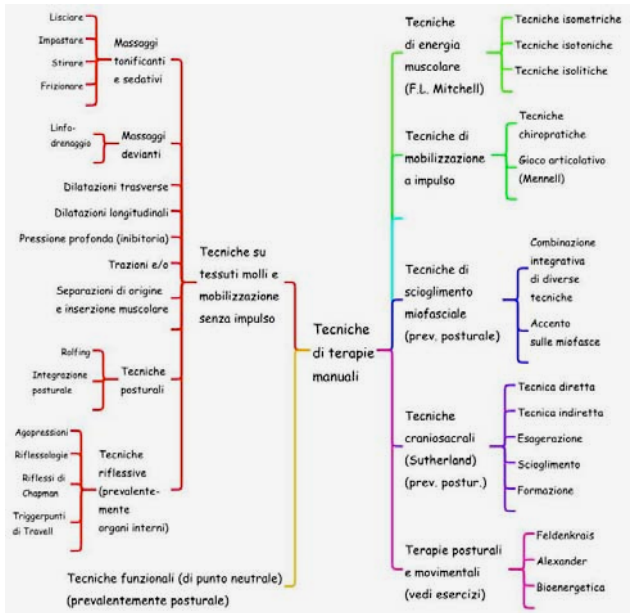 Lisciare
Impastare
Stirare
Frizionare
Massaggi
tonificanti
e sedativi
Linfo-
drenaggio
Massaggi
devianti
Dilatazioni trasverse
Dilatazioni longitudinali
Pressione profonda (inibitoria)
Trazioni e/o
Separazioni di origine
e inserzione muscolare
Rolfing
Integrazione
posturale
Tecniche
posturali
Agopressioni
Riflessologie
Riflessi di
Chapman
Triggerpunti
di Travell
Tecniche
riflessive
(prevalente-
mente
organi interni)
Tecniche su
tessuti molli e
mobilizzazione
senza impulso
Tecniche funzionali (di punto neutrale)
(prevalentemente posturale)
Tecniche
di terapie
manuali
Tecniche
di energia
muscolare
(F.L. Mitchell)
Tecniche isometriche
Tecniche isotoniche
Tecniche isolitiche
Tecniche di
mobilizzazione
a impulso
Tecniche
chiropratiche
Gioco articolativo
(Mennell)
Tecniche di
scioglimento
miofasciale
(prev. posturale)
Combinazione
integrativa
di diverse
tecniche
Accento
sulle miofasce
Tecniche
craniosacrali
(Sutherland)
(prev. postur.)
Tecnica diretta
Tecnica indiretta
Esagerazione
Scioglimento
Formazione
Terapie posturali
e movimentali
(vedi esercizi)
Feldenkrais
Alexander
Bioenergetica